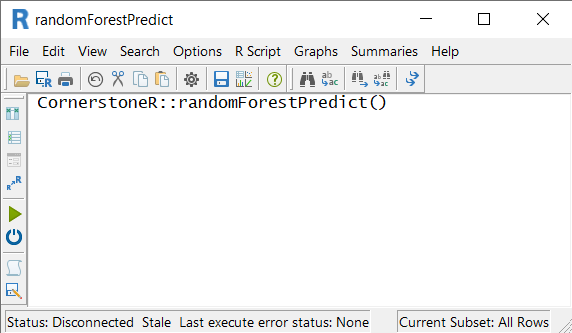 R randomForestPredict
File Edit View Search Options R Script Graphs Summaries Help
CornerstoneR::randomForestPredict()
Status: Disconnected Stale Last execute error status: None Current Subset: All Rows